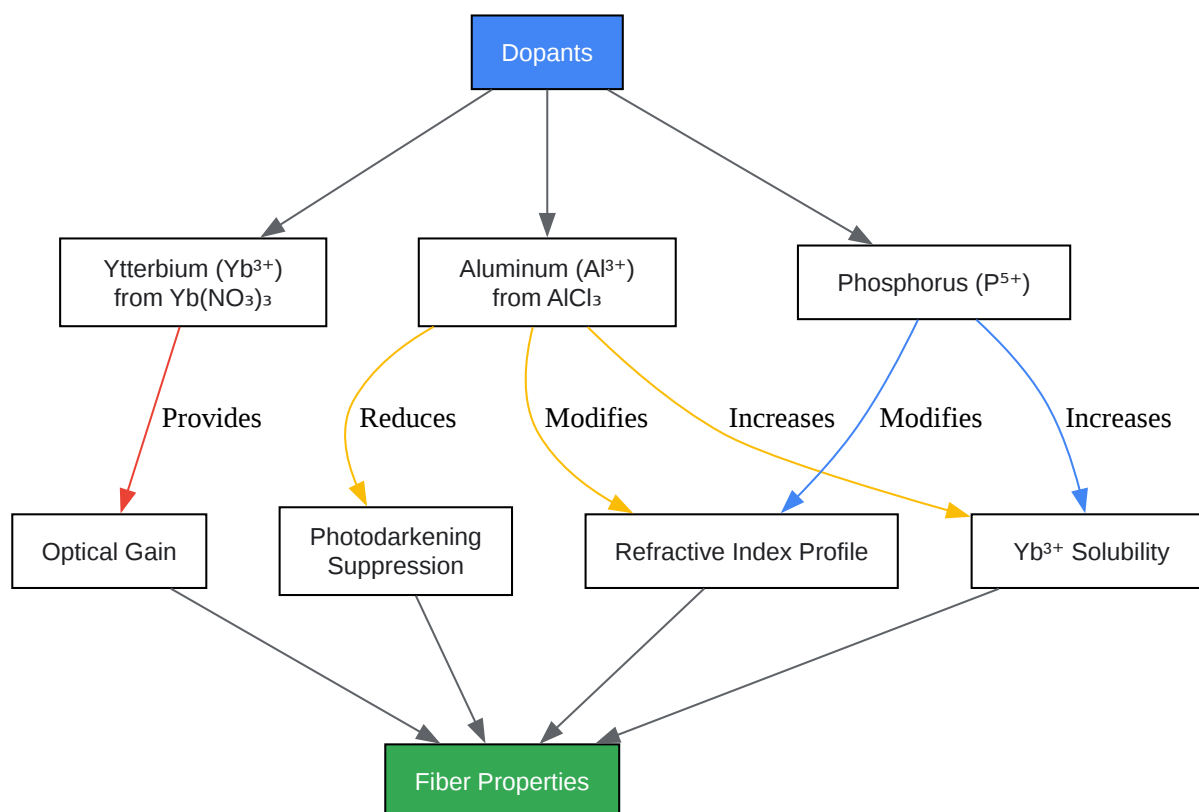 Dopants
Ytterbium (Yb³⁺)
from Yb(NO₃)₃
Aluminum (Al³⁺)
from AlCl₃
Phosphorus (P⁵⁺)
Provides
Reduces
Modifies
Increases
Modifies
Increases
Optical Gain
Photodarkening
Suppression
Refractive Index Profile
Yb³⁺ Solubility
Fiber Properties